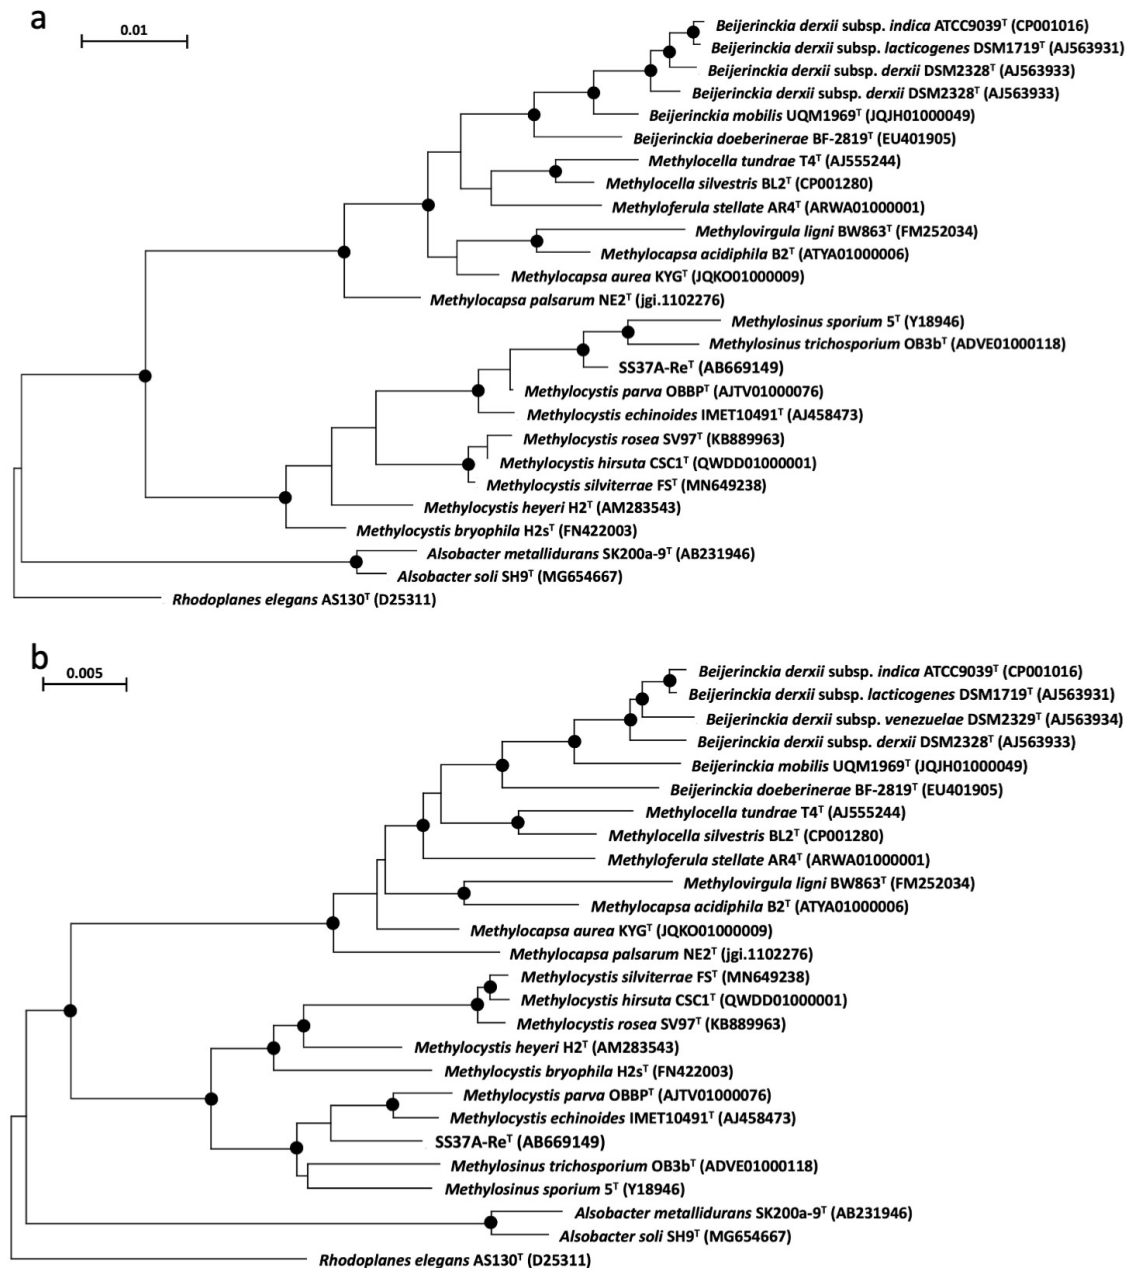 a
0.01
Beijerinckia derxii subsp. indica ATCC9039ᵀ (CP001016)
Beijerinckia derxii subsp. lacticogenes DSM1719ᵀ (AJ563931)
Beijerinckia derxii subsp. derxii DSM2328ᵀ (AJ563933)
Beijerinckia derxii subsp. derxii DSM2328ᵀ (AJ563933)
Beijerinckia mobilis UQM1969ᵀ (JQJH01000049)
Beijerinckia doeberinerae BF-2819ᵀ (EU401905)
Methylocella tundrae T4ᵀ (AJ555244)
Methylocella silvestris BL2ᵀ (CP001280)
Methyloferula stellate AR4ᵀ (ARWA01000001)
Methylovirgula ligni BW863ᵀ (FM252034)
Methylocapsa acidiphila B2ᵀ (ATYA01000006)
Methylocapsa aurea KYGᵀ (JQKO01000009)
Methylocapsa palsarum NE2ᵀ (jgi.1102276)
Methylosinus sporium 5ᵀ (Y18946)
Methylosinus trichosporium OB3bᵀ (ADVE01000118)
SS37A-Reᵀ (AB669149)
Methylocystis parva OBBPᵀ (AJTV01000076)
Methylocystis echinoides IMET10491ᵀ (AJ458473)
Methylocystis rosea SV97ᵀ (KB889963)
Methylocystis hirsuta CSC1ᵀ (QWDD01000001)
Methylocystis silviterrae FSᵀ (MN649238)
Methylocystis heyeri H2ᵀ (AM283543)
Methylocystis bryophila H2sᵀ (FN422003)
Alsobacter metallidurans SK200a-9ᵀ (AB231946)
Alsobacter soli SH9ᵀ (MG654667)
Rhodoplanes elegans AS130ᵀ (D25311)
b
0.005
Beijerinckia derxii subsp. indica ATCC9039ᵀ (CP001016)
Beijerinckia derxii subsp. lacticogenes DSM1719ᵀ (AJ563931)
Beijerinckia derxii subsp. venezuelae DSM2329ᵀ (AJ563934)
Beijerinckia derxii subsp. derxii DSM2328ᵀ (AJ563933)
Beijerinckia mobilis UQM1969ᵀ (JQJH01000049)
Beijerinckia doeberinerae BF-2819ᵀ (EU401905)
Methylocella tundrae T4ᵀ (AJ555244)
Methylocella silvestris BL2ᵀ (CP001280)
Methyloferula stellate AR4ᵀ (ARWA01000001)
Methylovirgula ligni BW863ᵀ (FM252034)
Methylocapsa acidiphila B2ᵀ (ATYA01000006)
Methylocapsa aurea KYGᵀ (JQKO01000009)
Methylocapsa palsarum NE2ᵀ (jgi.1102276)
Methylocystis silviterrae FSᵀ (MN649238)
Methylocystis hirsuta CSC1ᵀ (QWDD01000001)
Methylocystis rosea SV97ᵀ (KB889963)
Methylocystis heyeri H2ᵀ (AM283543)
Methylocystis bryophila H2sᵀ (FN422003)
Methylocystis parva OBBPᵀ (AJTV01000076)
Methylocystis echinoides IMET10491ᵀ (AJ458473)
SS37A-Reᵀ (AB669149)
Methylosinus trichosporium OB3bᵀ (ADVE01000118)
Methylosinus sporium 5ᵀ (Y18946)
Alsobacter metallidurans SK200a-9ᵀ (AB231946)
Alsobacter soli SH9ᵀ (MG654667)
Rhodoplanes elegans AS130ᵀ (D25311)